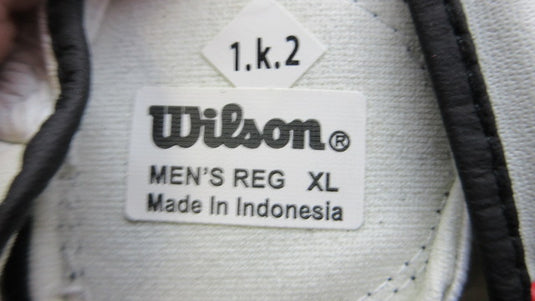 1.k.2
Wilson®
MEN'S REG XL
Made In Indonesia